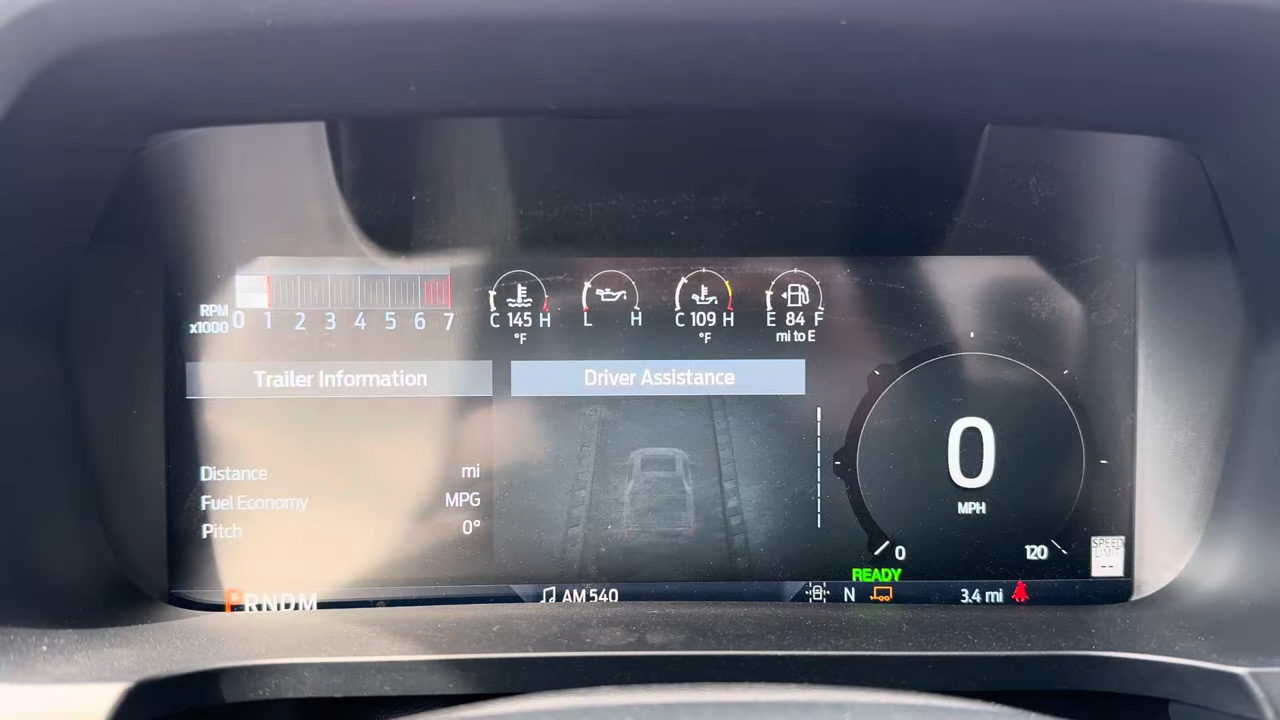 RPM
x1000
0 1 2 3 4 5 6 7
C 145 H
°F
L H
C 109 H
°F
E 84 F
mi to E
Trailer Information
Driver Assistance
Distance mi
Fuel Economy MPG
Pitch 0°
0
MPH
0 120
SPEED
LIMIT
--
READY
PRNDM
AM 540
N
3.4 mi